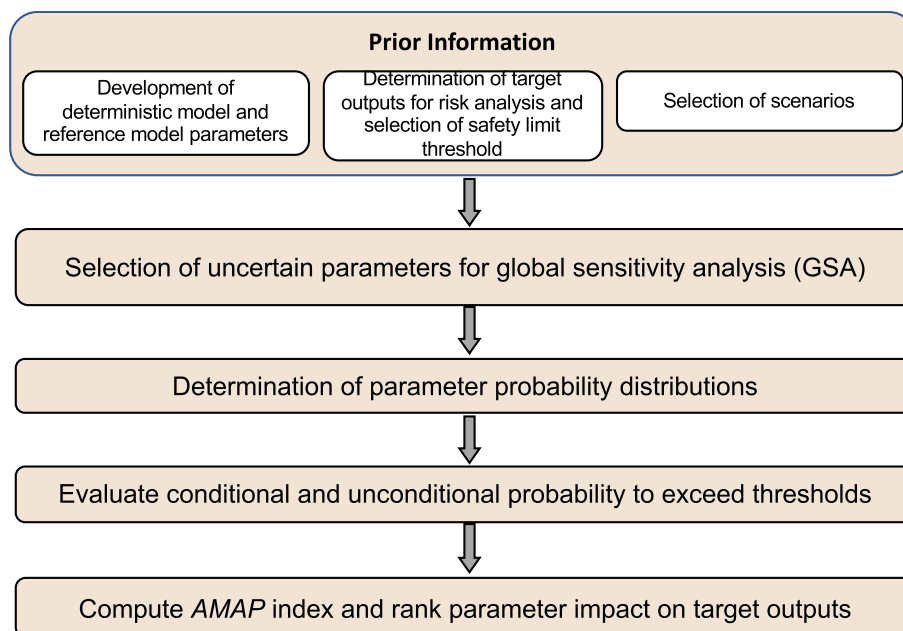 Prior Information
Development of
deterministic model and
reference model parameters
Determination of target
outputs for risk analysis and
selection of safety limit
threshold
Selection of scenarios
Selection of uncertain parameters for global sensitivity analysis (GSA)
Determination of parameter probability distributions
Evaluate conditional and unconditional probability to exceed thresholds
Compute AMAP index and rank parameter impact on target outputs